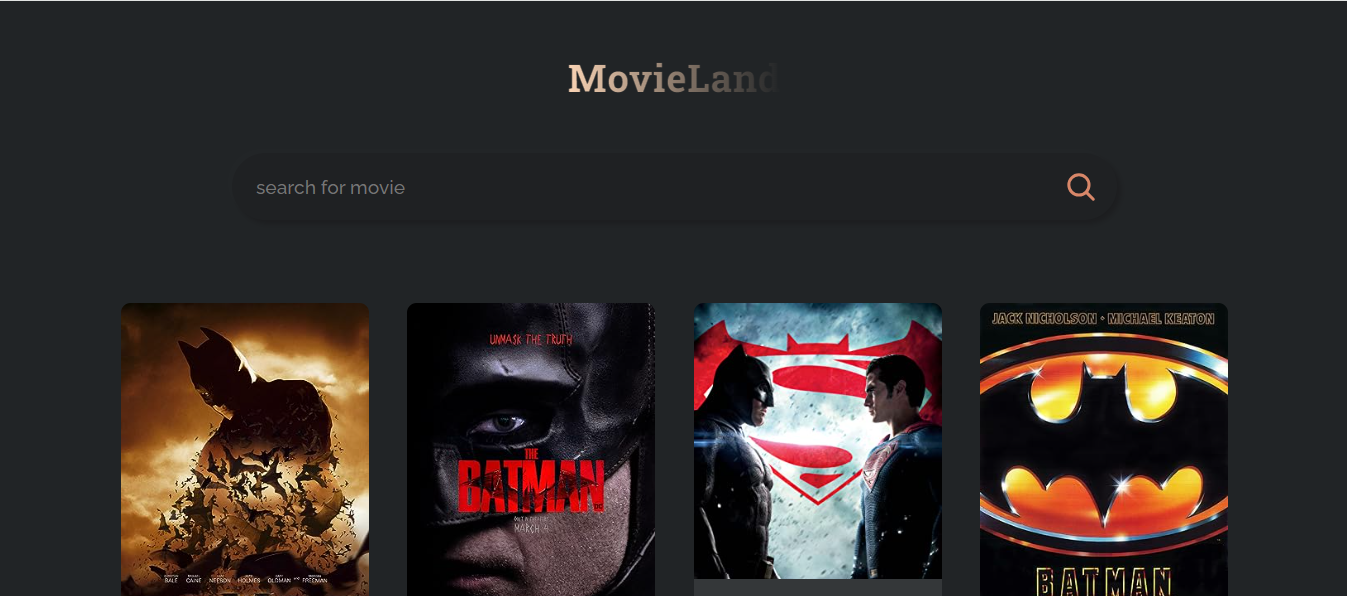 MovieLand
search for movie
JACK NICHOLSON • MICHAEL KEATON
UNMASK THE TRUTH
THE
BATMAN
MARCH 4
BALE CAINE NEESON HOLMES OLDMAN AND FREEMAN
BATMAN